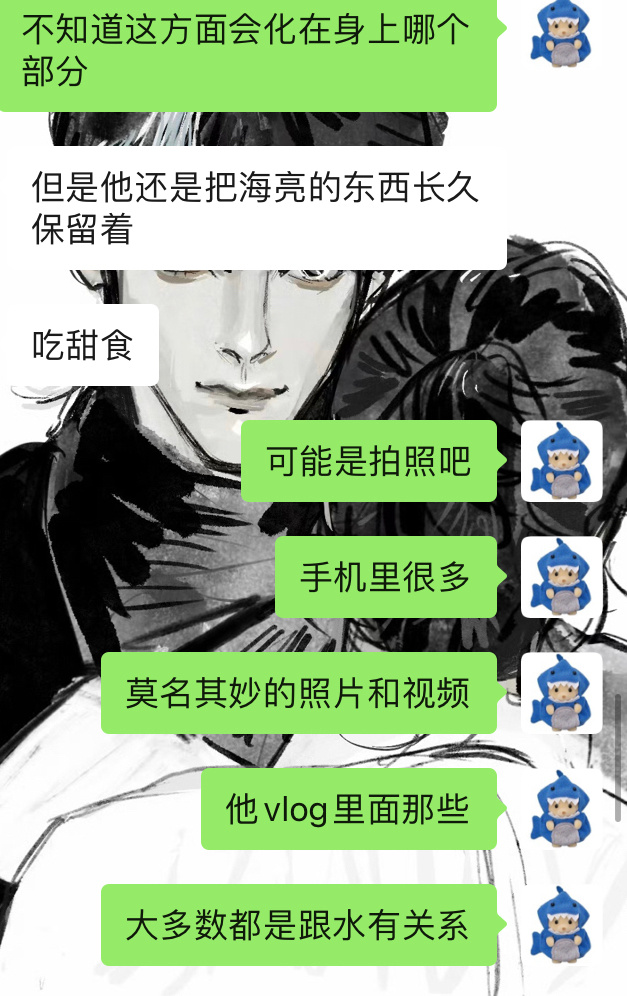 不知道这方面会化在身上哪个
部分
但是他还是把海亮的东西长久
保留着
吃甜食
可能是拍照吧
手机里很多
莫名其妙的照片和视频
他vlog里面那些
大多数都是跟水有关系